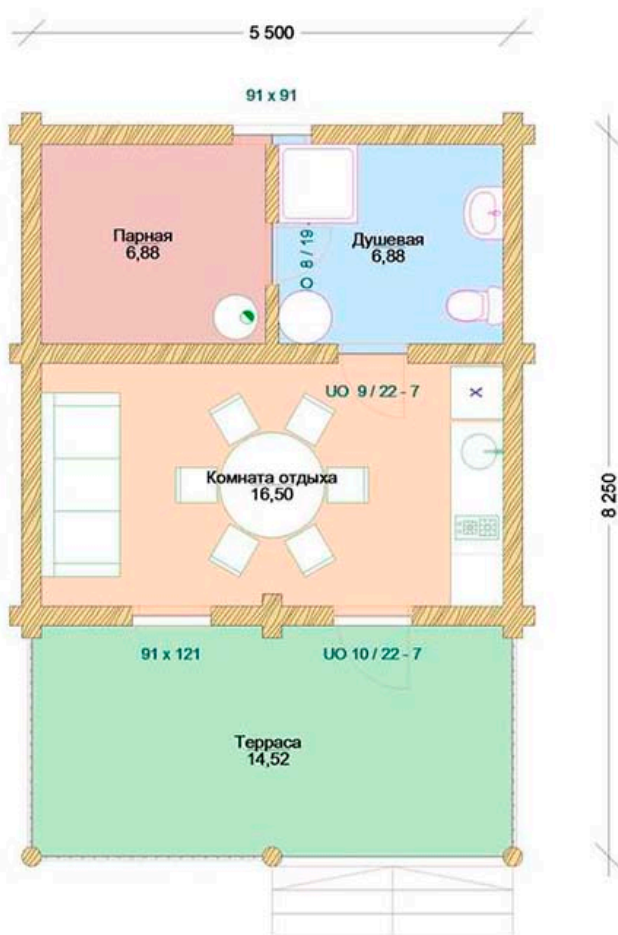 5 500
91 x 91
Парная
6,88
Душевая
6,88
O 8 / 19
UO 9 / 22 - 7
X
Комната отдыха
16,50
8 250
91 x 121
UO 10 / 22 - 7
Терраса
14,52